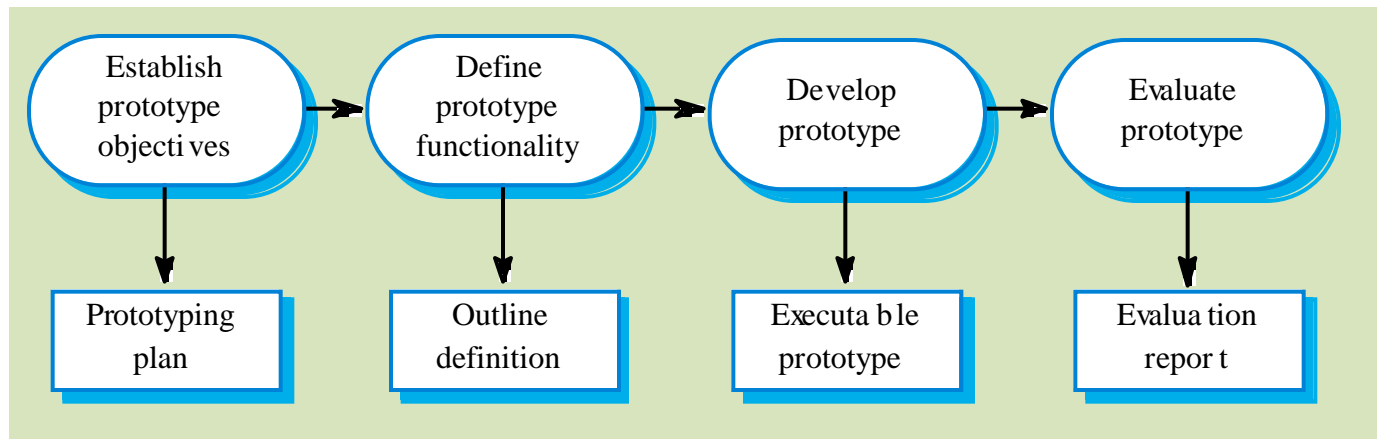 Establish
prototype
objectives
Define
prototype
functionality
Develop
prototype
Evaluate
prototype
Prototyping
plan
Outline
definition
Executable
prototype
Evaluation
report